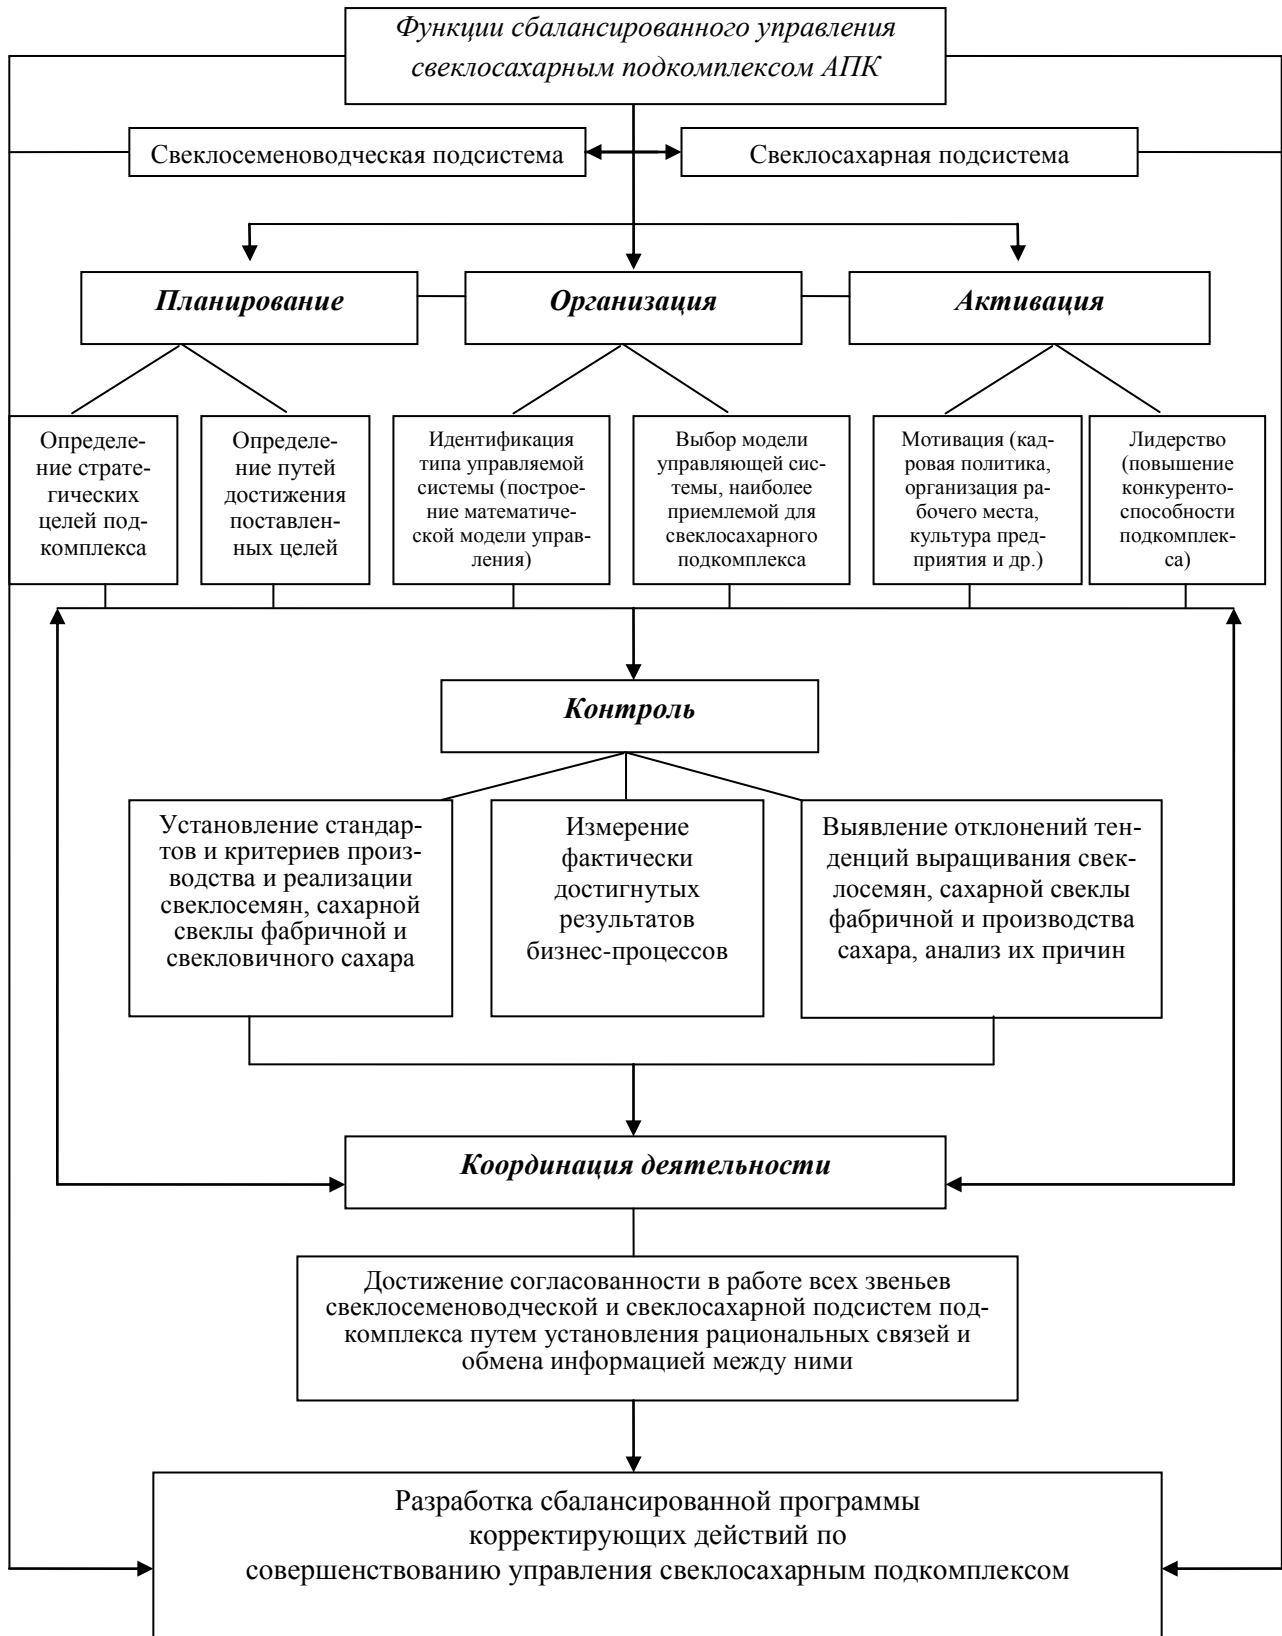 Функции сбалансированного управления
свеклосахарным подкомплексом АПК
Свеклосеменоводческая подсистема
Свеклосахарная подсистема
Планирование
Организация
Активация
Определе-
ние страте-
гических
целей под-
комплекса
Определе-
ние путей
достижения
поставлен-
ных целей
Идентификация
типа управляемой
системы (построе-
ние математиче-
ской модели управ-
ления)
Выбор модели
управляющей сис-
темы, наиболее
приемлемой для
свеклосахарного
подкомплекса
Мотивация (кад-
ровая политика,
организация ра-
бочего места,
культура пред-
приятия и др.)
Лидерство
(повышение
конкуренто-
способности
подкомплек-
са)
Контроль
Установление стандар-
тов и критериев произ-
водства и реализации
свеклосемян, сахарной
свеклы фабричной и
свекловичного сахара
Измерение
фактически
достигнутых
результатов
бизнес-процессов
Выявление отклонений тен-
денций выращивания свек-
лосемян, сахарной свеклы
фабричной и производства
сахара, анализ их причин
Координация деятельности
Достижение согласованности в работе всех звеньев
свеклосеменоводческой и свеклосахарной подсистем под-
комплекса путем установления рациональных связей и
обмена информацией между ними
Разработка сбалансированной программы
корректирующих действий по
совершенствованию управления свеклосахарным подкомплексом